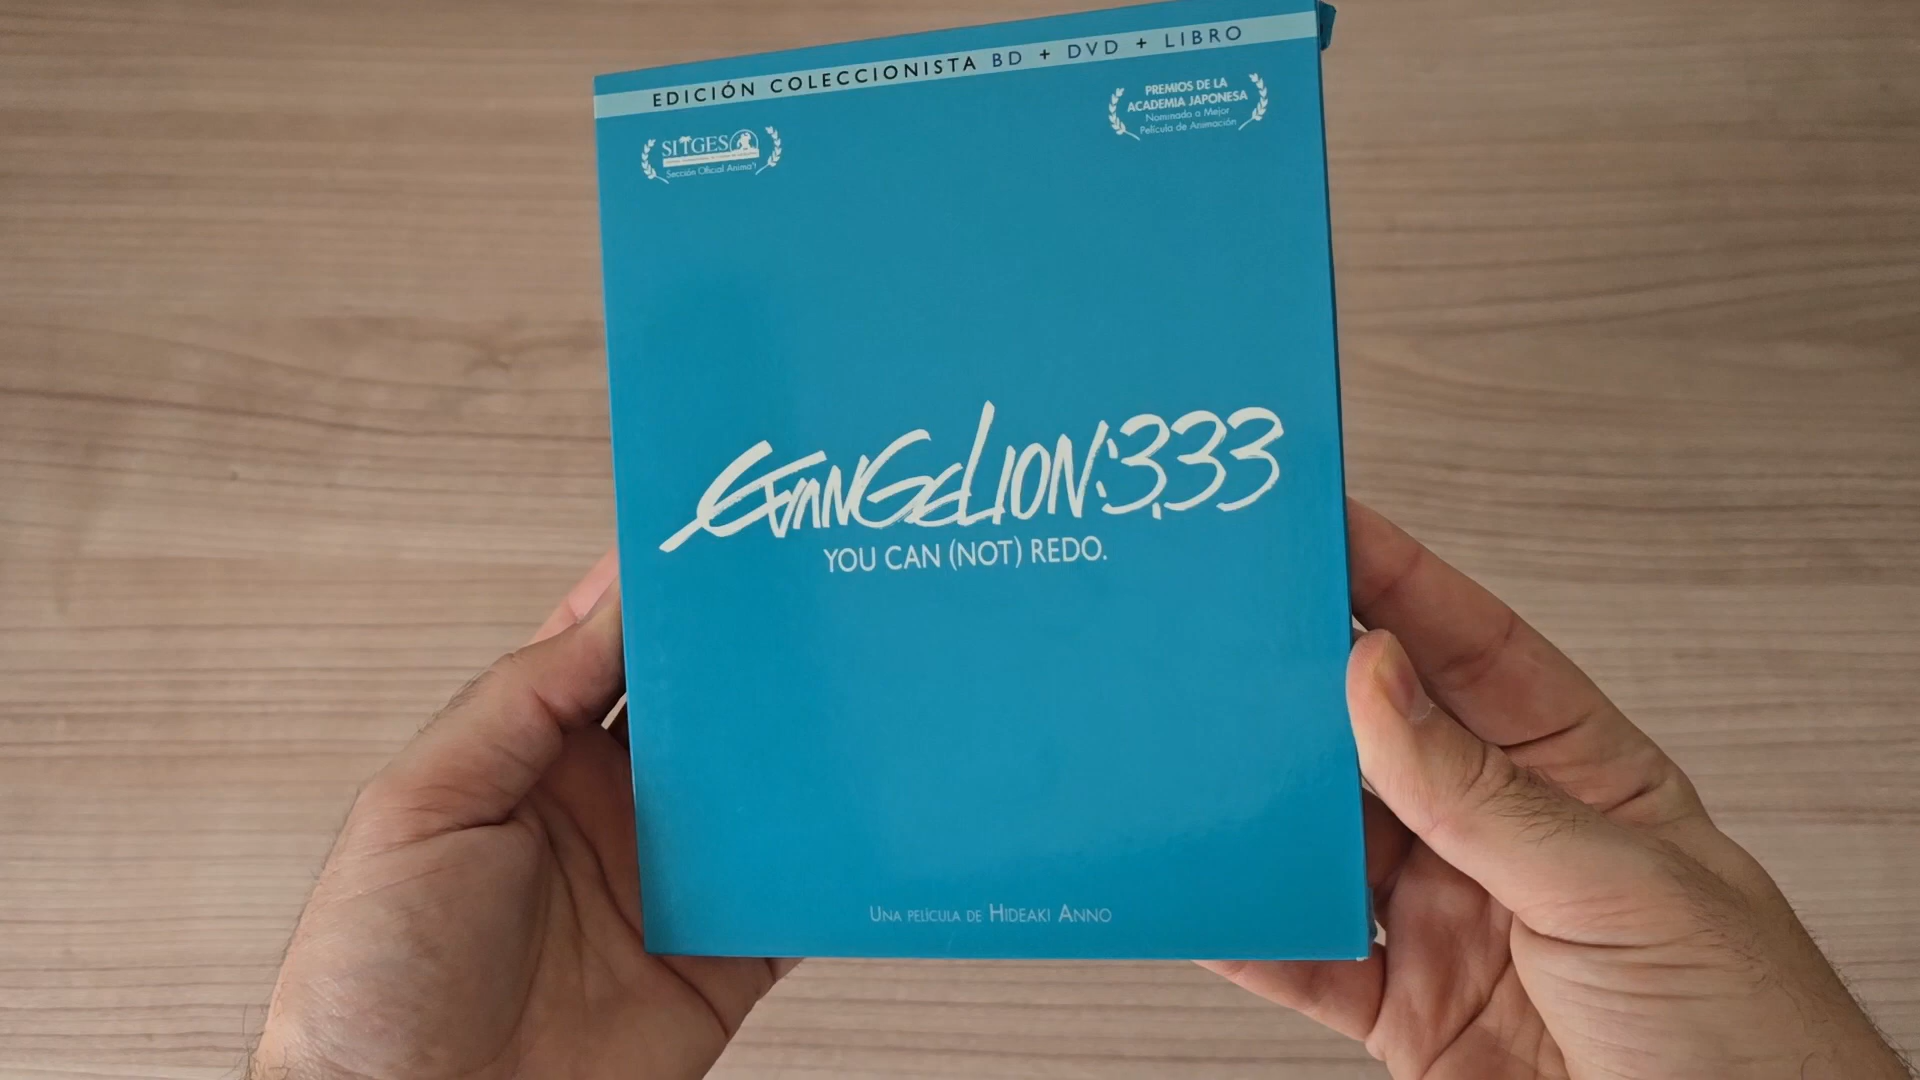 EDICIÓN COLECCIONISTA BD + DVD + LIBRO
SITGES
Sección Oficial Anima't
PREMIOS DE LA
ACADEMIA JAPONESA
Nominado a Mejor
Película de Animación
EVANGELION:3.33
YOU CAN (NOT) REDO.
UNA PELÍCULA DE HIDEAKI ANNO